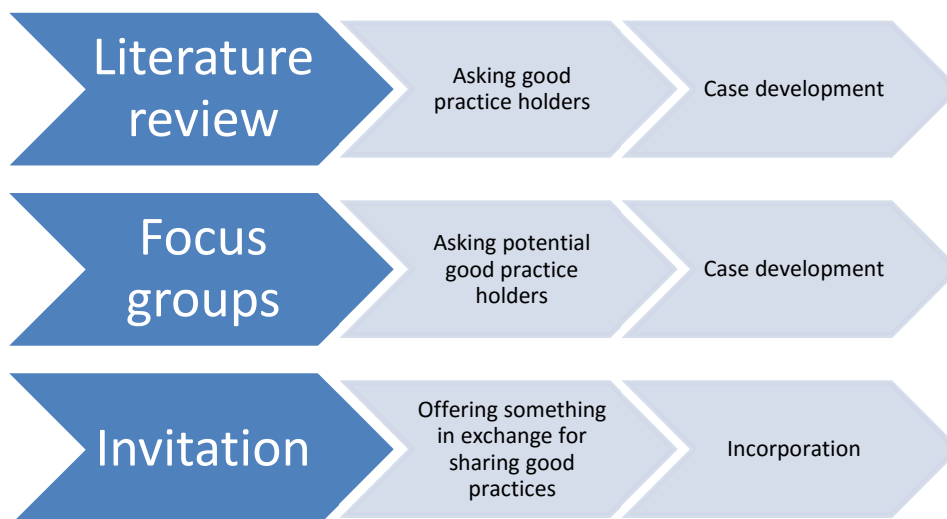 Literature
review
Asking good
practice holders
Case development
Focus
groups
Asking potential
good practice
holders
Case development
Invitation
Offering something
in exchange for
sharing good
practices
Incorporation